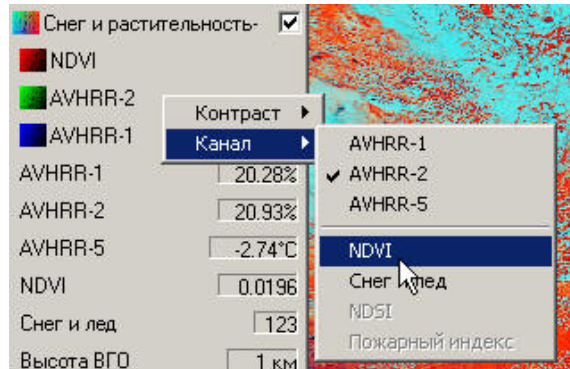 Снег и растительность-
NDVI
AVHRR-2
AVHRR-1
AVHRR-1 20.28%
AVHRR-2 20.93%
AVHRR-5 -2.74°C
NDVI 0.0196
Снег и лед 123
Высота ВГО 1 км
Контраст
Канал
AVHRR-1
AVHRR-2
AVHRR-5
NDVI
Снег и лед
NDSI
Пожарный индекс